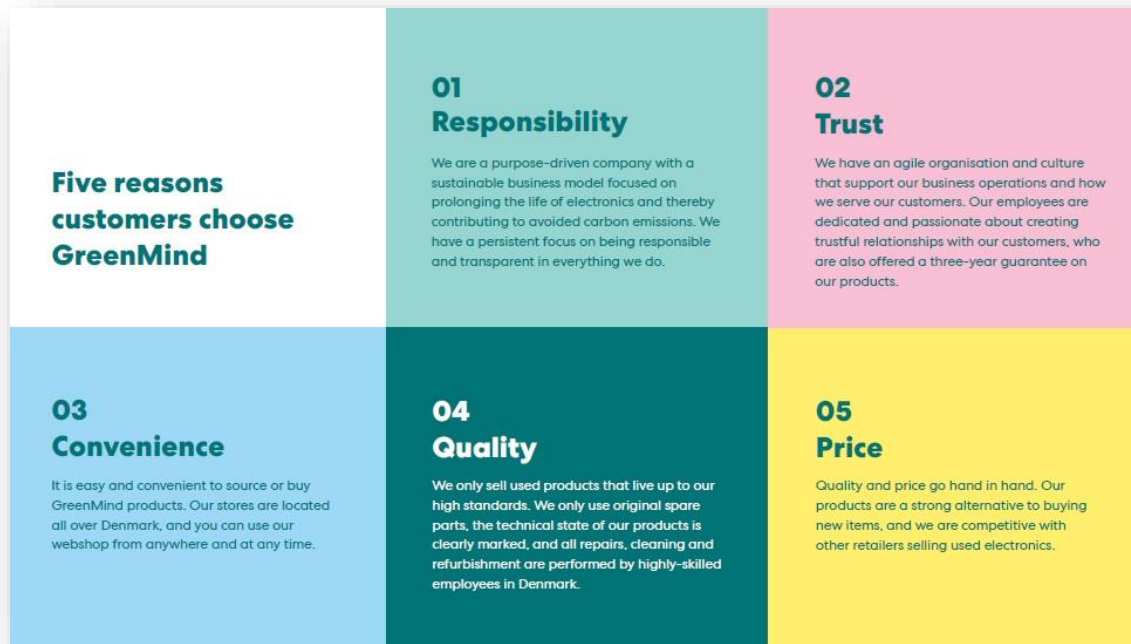 Five reasons
customers choose
GreenMind
01
Responsibility
We are a purpose-driven company with a
sustainable business model focused on
prolonging the life of electronics and thereby
contributing to avoided carbon emissions. We
have a persistent focus on being responsible
and transparent in everything we do.
02
Trust
We have an agile organisation and culture
that support our business operations and how
we serve our customers. Our employees are
dedicated and passionate about creating
trustful relationships with our customers, who
are also offered a three-year guarantee on
our products.
03
Convenience
It is easy and convenient to source or buy
GreenMind products. Our stores are located
all over Denmark, and you can use our
webshop from anywhere and at any time.
04
Quality
We only sell used products that live up to our
high standards. We only use original spare
parts, the technical state of our products is
clearly marked, and all repairs, cleaning and
refurbishment are performed by highly-skilled
employees in Denmark.
05
Price
Quality and price go hand in hand. Our
products are a strong alternative to buying
new items, and we are competitive with
other retailers selling used electronics.